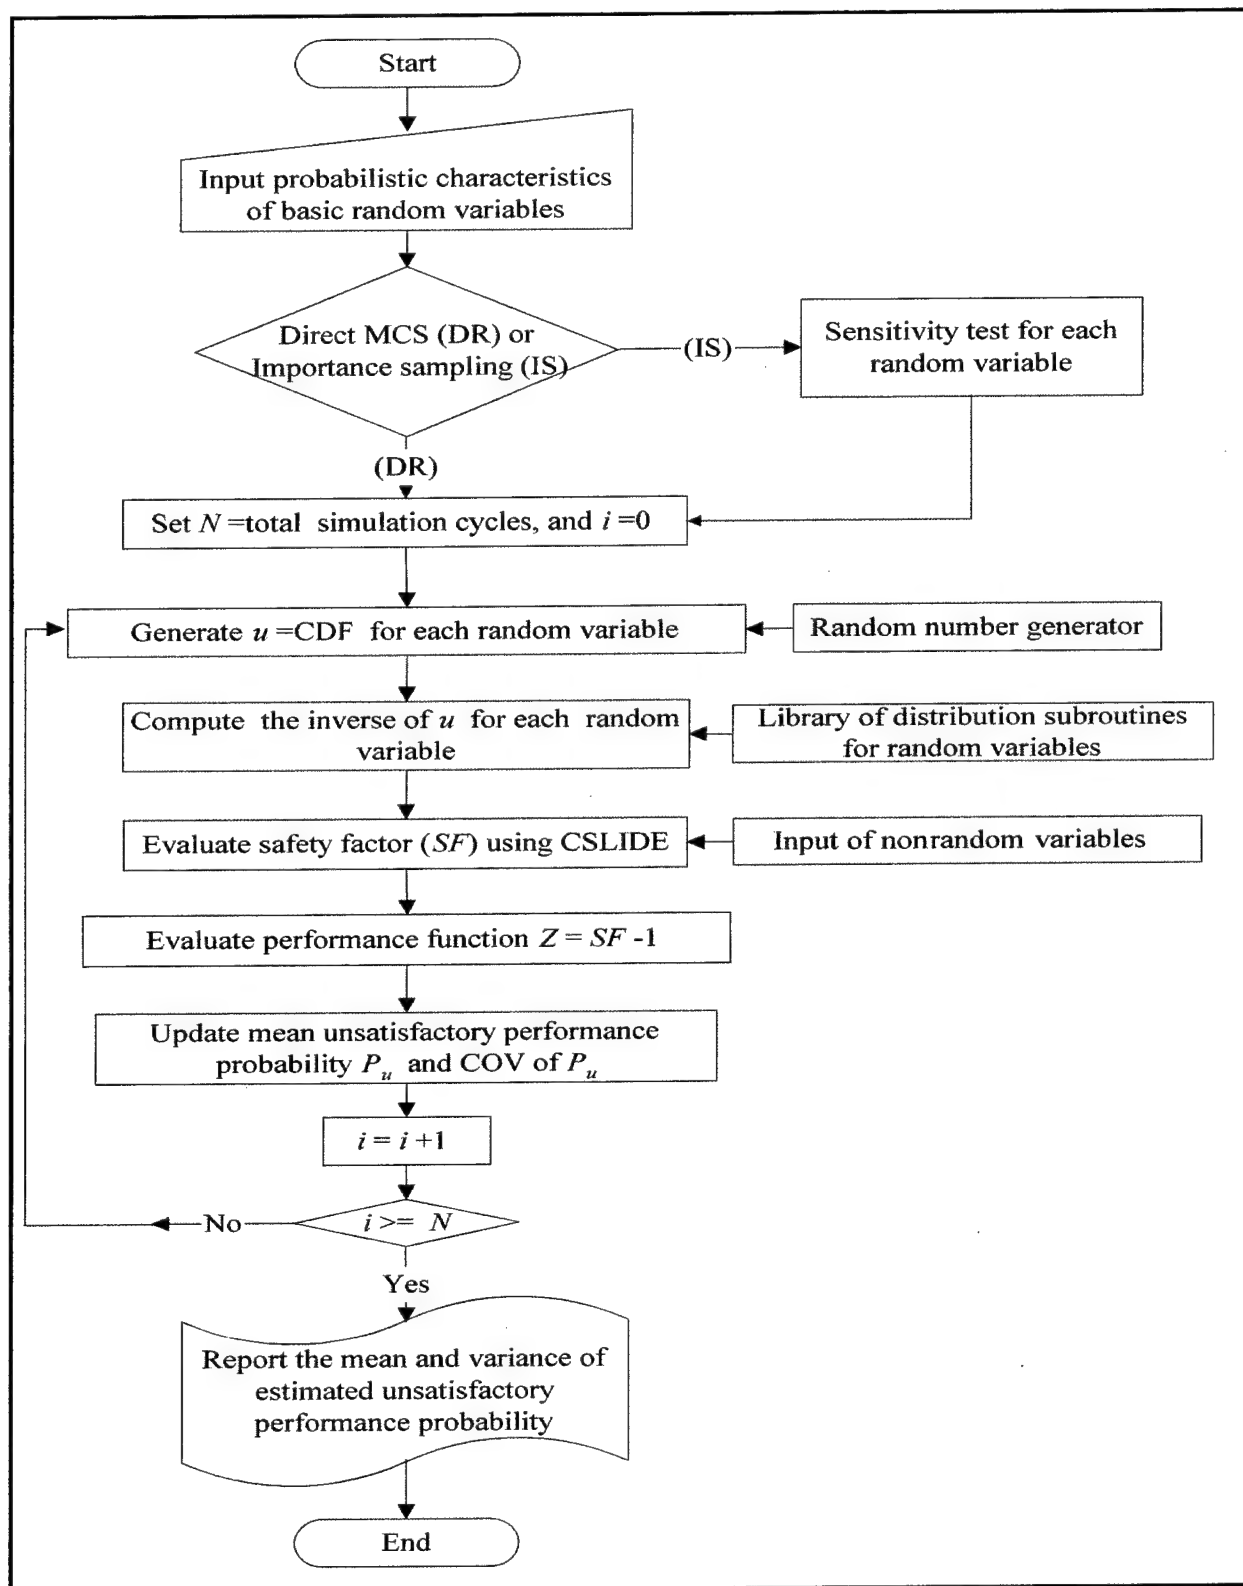 Start
Input probabilistic characteristics
of basic random variables
Direct MCS (DR) or
Importance sampling (IS)
(IS)
Sensitivity test for each
random variable
(DR)
Set N =total simulation cycles, and i =0
Generate u =CDF for each random variable
Random number generator
Compute the inverse of u for each random
variable
Library of distribution subroutines
for random variables
Evaluate safety factor (SF) using CSLIDE
Input of nonrandom variables
Evaluate performance function Z = SF -1
Update mean unsatisfactory performance
probability P_u and COV of P_u
i = i +1
No
i >= N
Yes
Report the mean and variance of
estimated unsatisfactory
performance probability
End